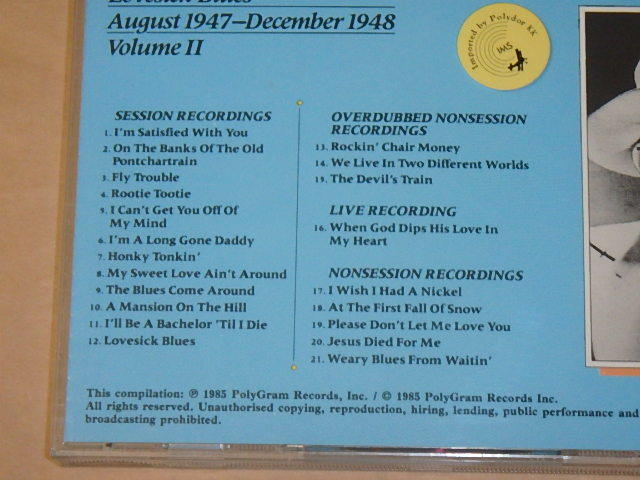 Lovesick Blues
August 1947–December 1948
Volume II
Imported by Polydor KK
IMS
SESSION RECORDINGS
1. I'm Satisfied With You
2. On The Banks Of The Old
Pontchartrain
3. Fly Trouble
4. Rootie Tootie
5. I Can't Get You Off Of
My Mind
6. I'm A Long Gone Daddy
7. Honky Tonkin'
8. My Sweet Love Ain't Around
9. The Blues Come Around
10. A Mansion On The Hill
11. I'll Be A Bachelor 'Til I Die
12. Lovesick Blues
OVERDUBBED NONSESSION
RECORDINGS
13. Rockin' Chair Money
14. We Live In Two Different Worlds
15. The Devil's Train
LIVE RECORDING
16. When God Dips His Love In
My Heart
NONSESSION RECORDINGS
17. I Wish I Had A Nickel
18. At The First Fall Of Snow
19. Please Don't Let Me Love You
20. Jesus Died For Me
21. Weary Blues From Waitin'
This compilation: ℗ 1985 PolyGram Records, Inc. / © 1985 PolyGram Records Inc.
All rights reserved. Unauthorised copying, reproduction, hiring, lending, public performance and
broadcasting prohibited.